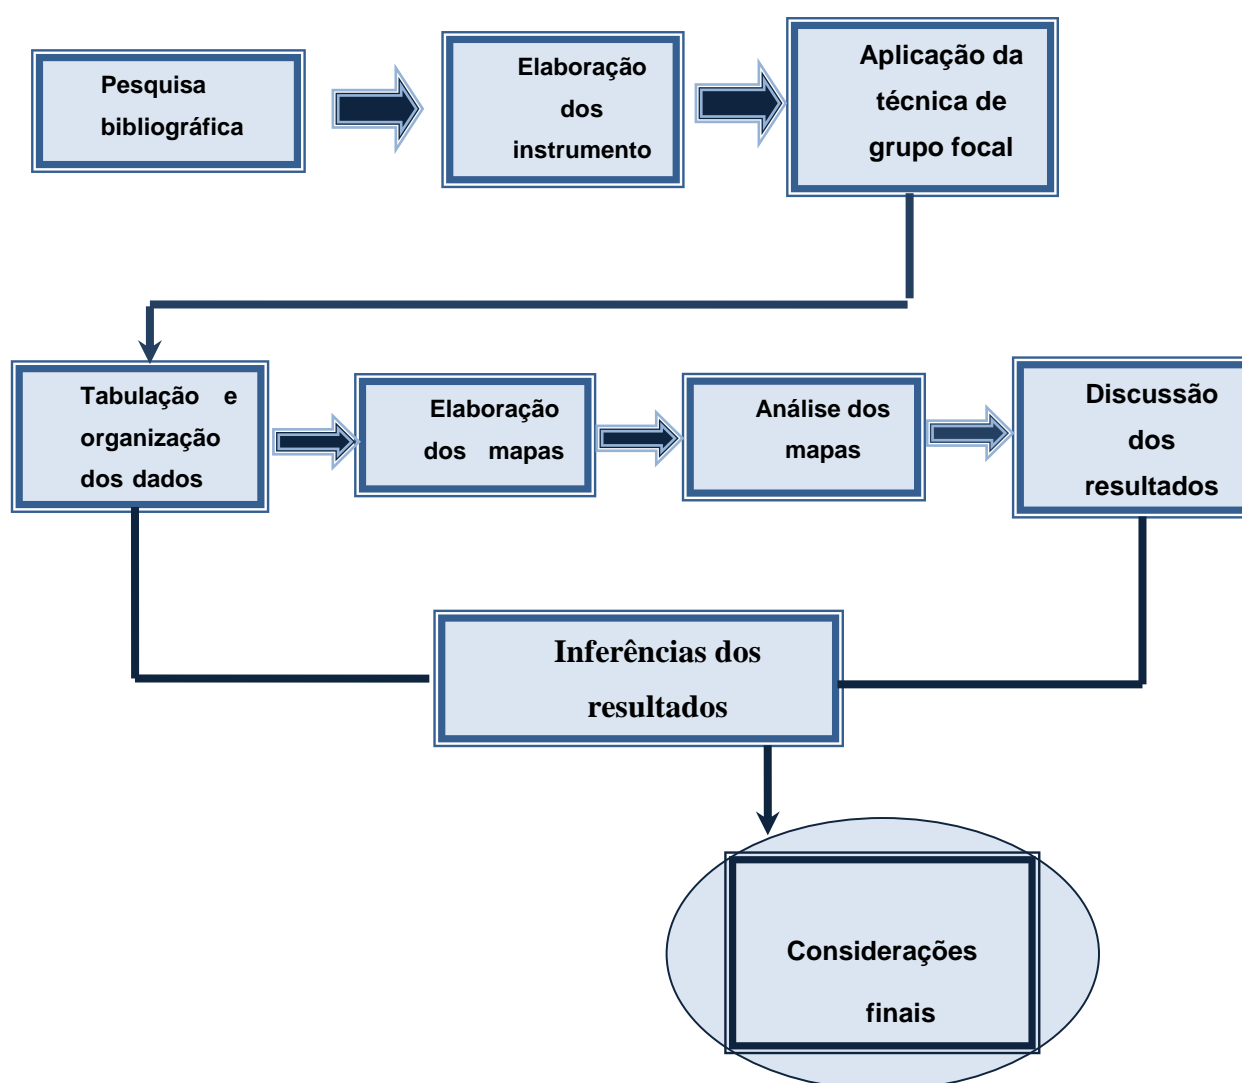 Pesquisa
bibliográfica
Elaboração
dos
instrumento
Aplicação da
técnica de
grupo focal
Tabulação e
organização
dos dados
Elaboração
dos mapas
Análise dos
mapas
Discussão
dos
resultados
Inferências dos
resultados
Considerações
finais